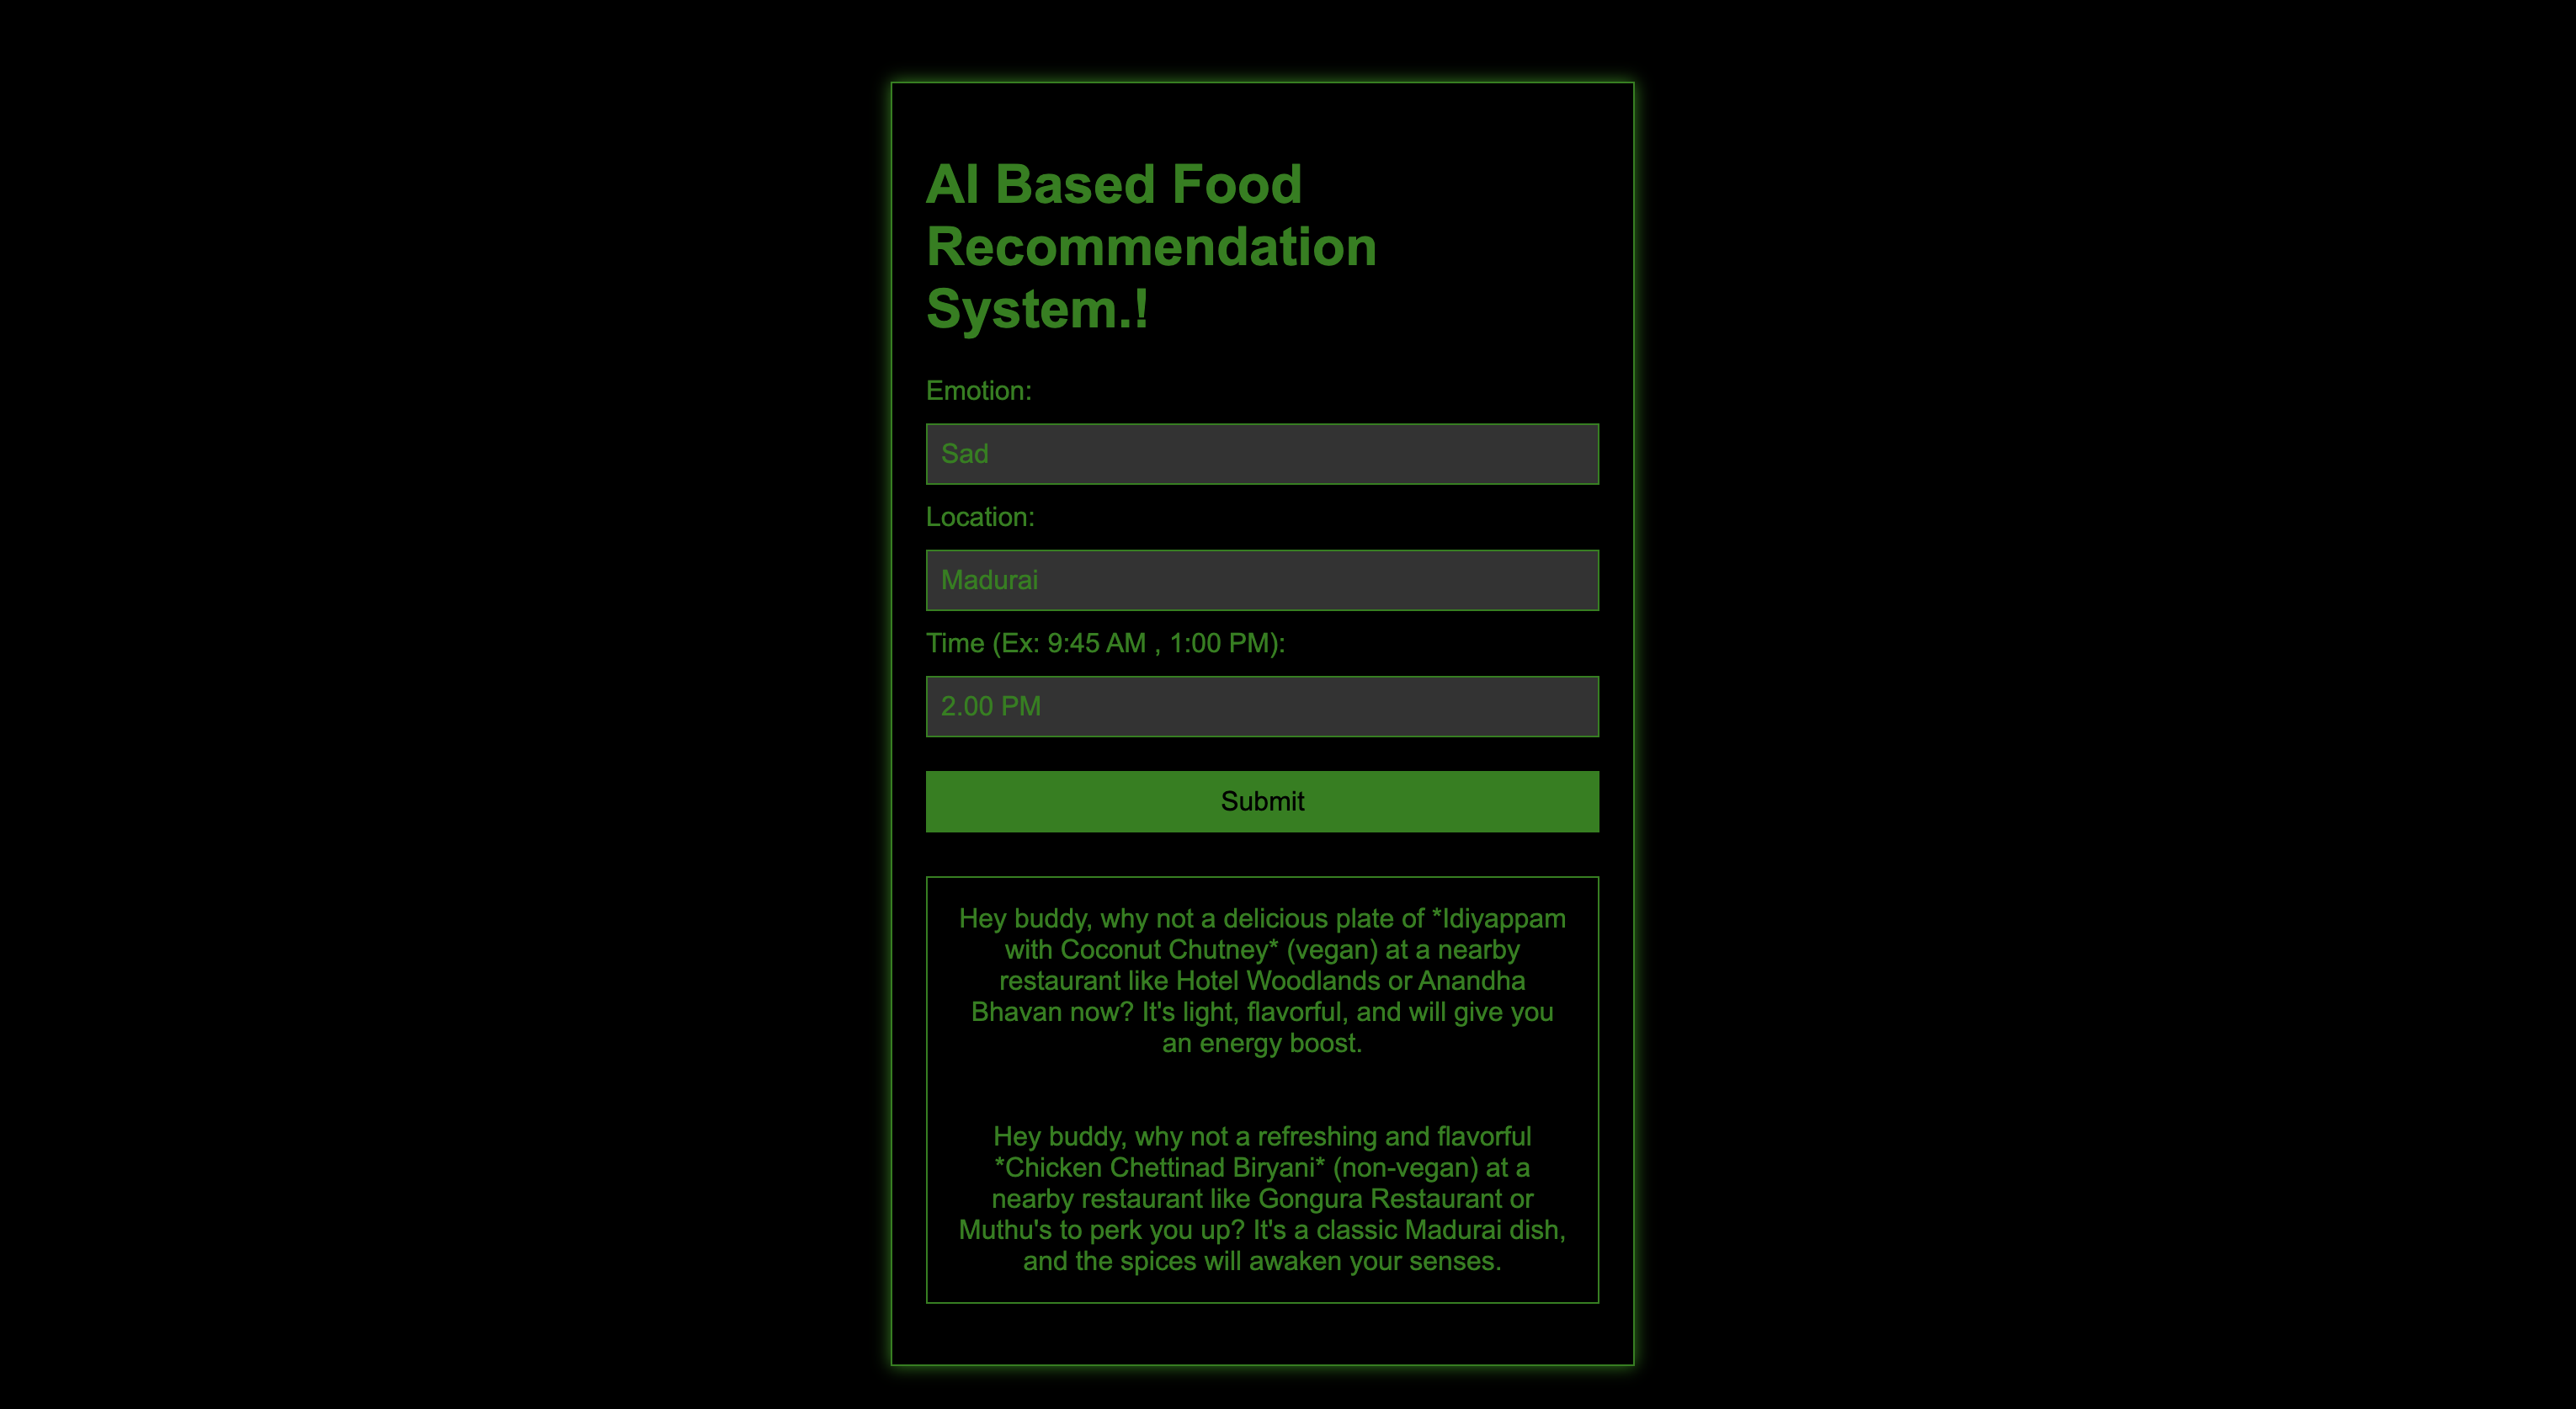 AI Based Food
Recommendation
System.!
Emotion:
Sad
Location:
Madurai
Time (Ex: 9:45 AM , 1:00 PM):
2.00 PM
Submit
Hey buddy, why not a delicious plate of *Idiyappam
with Coconut Chutney* (vegan) at a nearby
restaurant like Hotel Woodlands or Anandha
Bhavan now? It's light, flavorful, and will give you
an energy boost.
Hey buddy, why not a refreshing and flavorful
*Chicken Chettinad Biryani* (non-vegan) at a
nearby restaurant like Gongura Restaurant or
Muthu's to perk you up? It's a classic Madurai dish,
and the spices will awaken your senses.